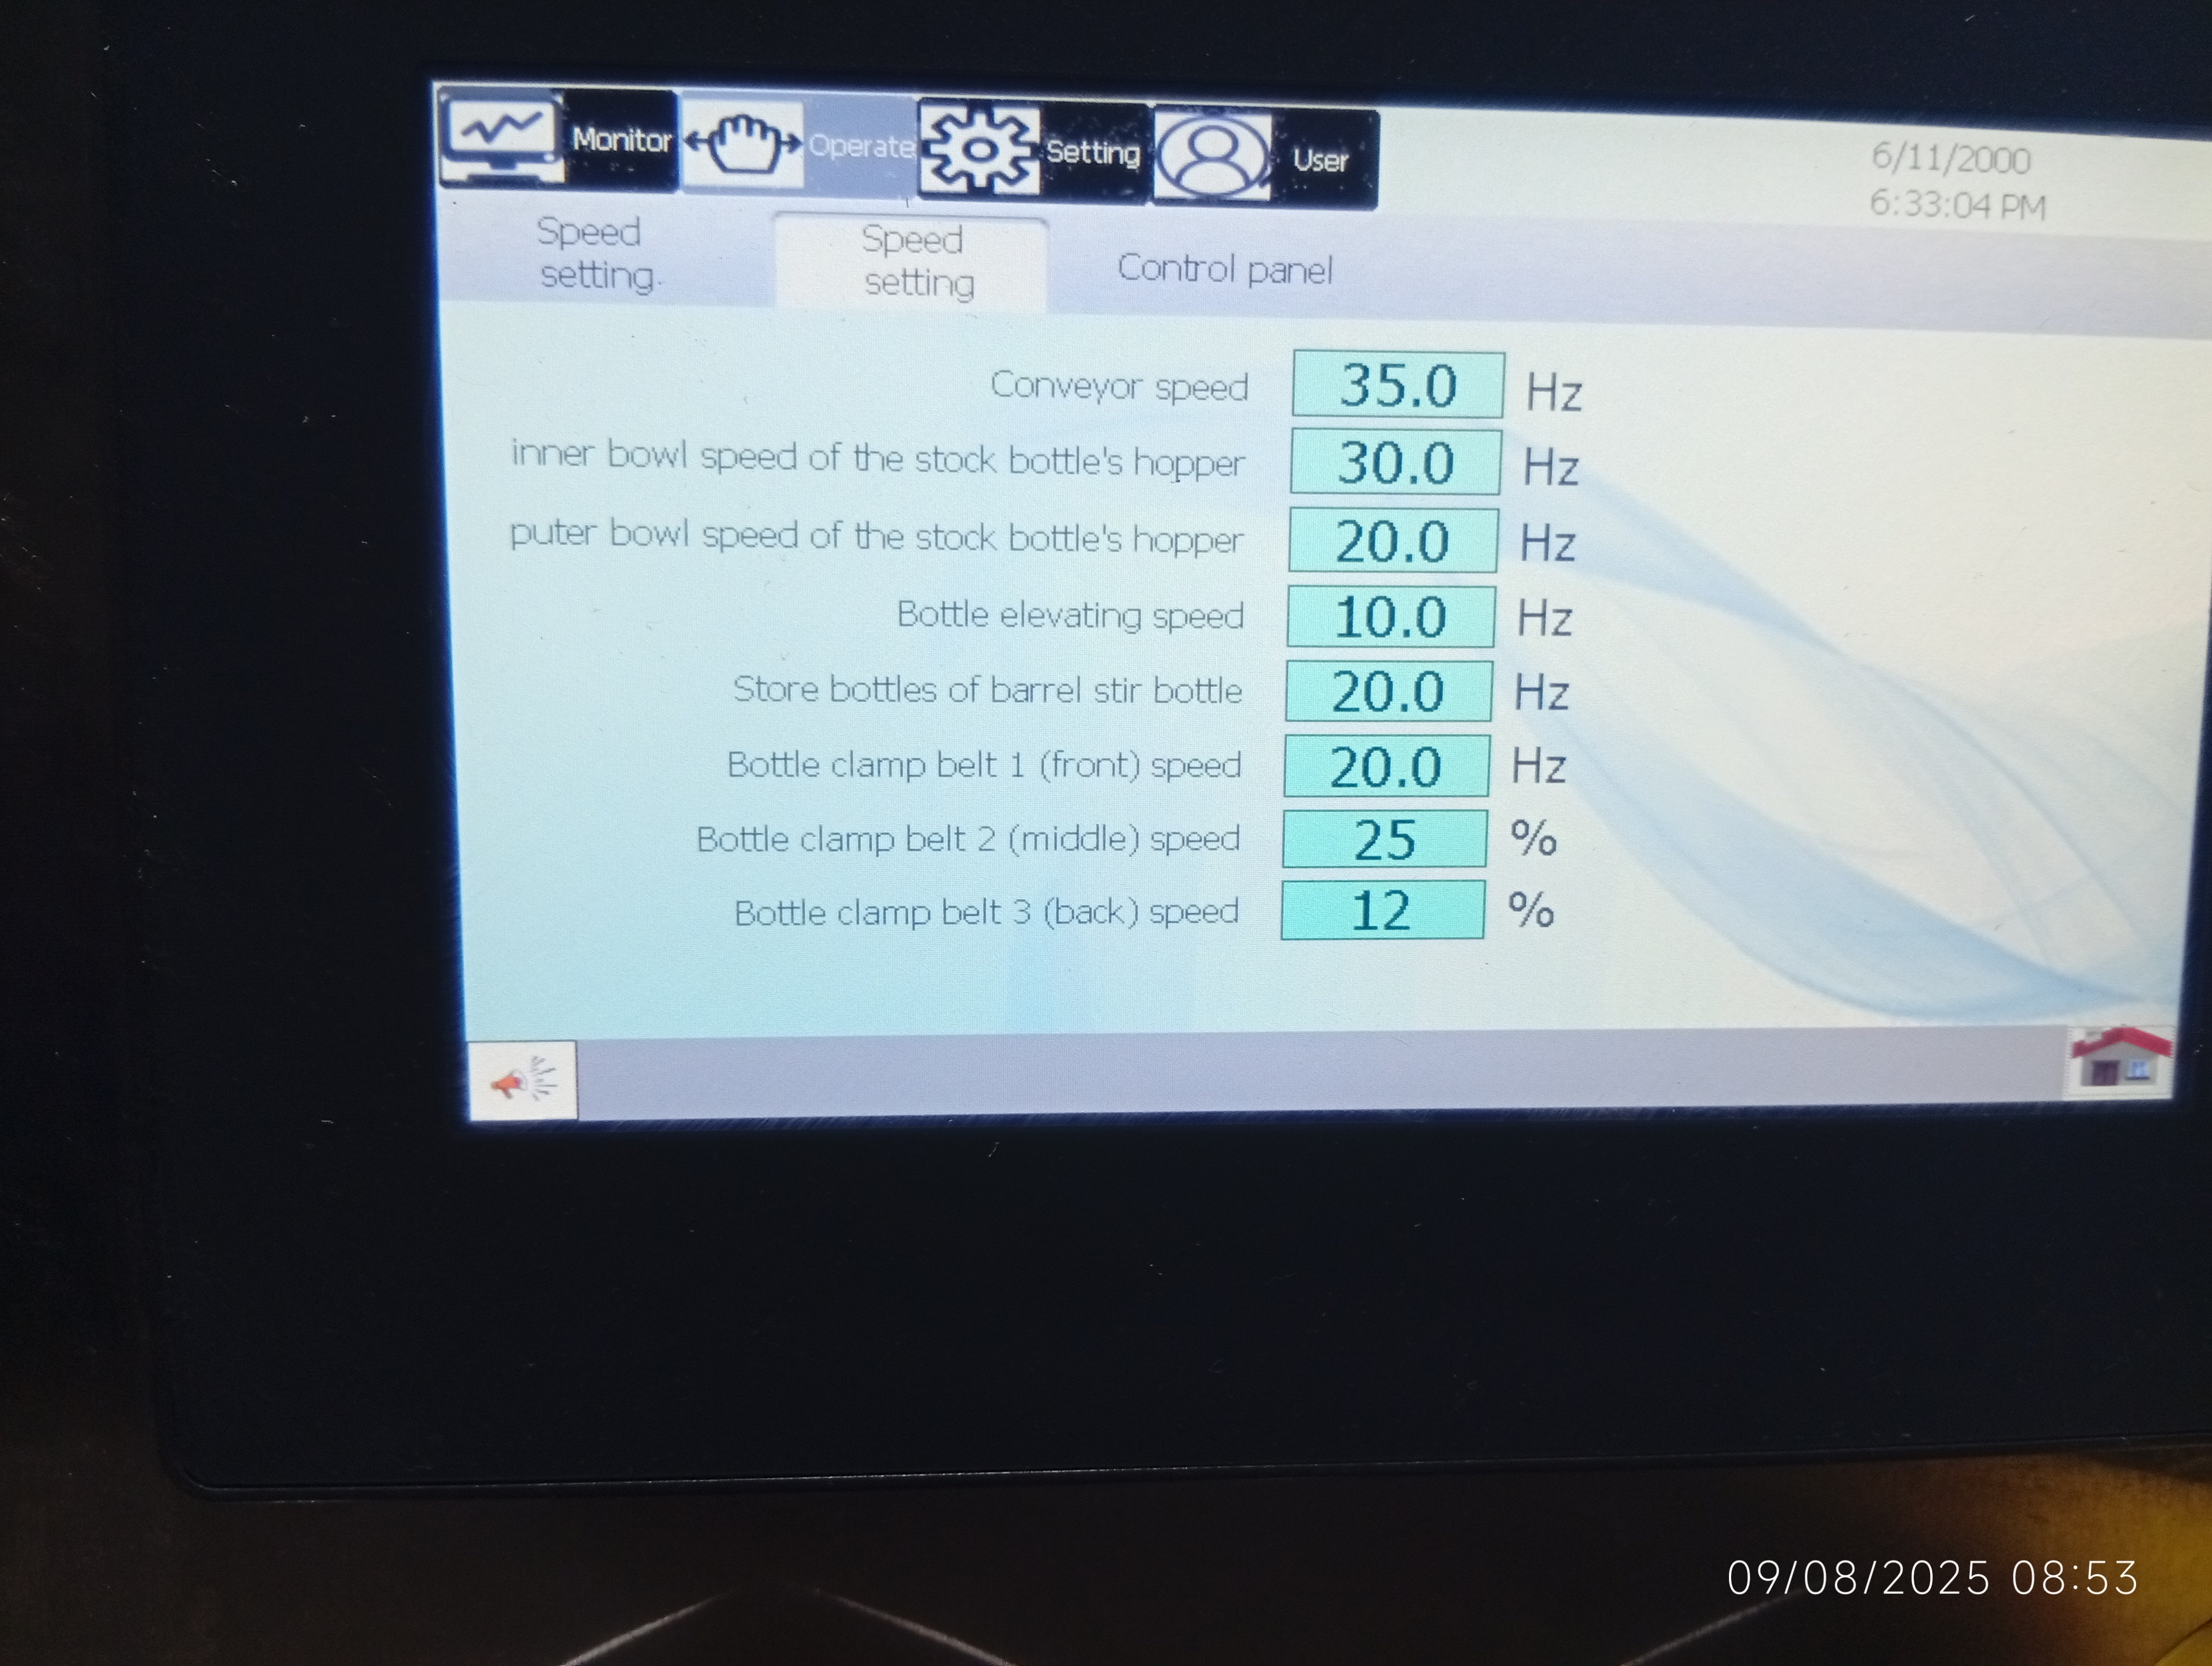 Monitor Operate Setting User
6/11/2000
6:33:04 PM
Speed setting. Speed setting Control panel
Conveyor speed 35.0 Hz
inner bowl speed of the stock bottle's hopper 30.0 Hz
puter bowl speed of the stock bottle's hopper 20.0 Hz
Bottle elevating speed 10.0 Hz
Store bottles of barrel stir bottle 20.0 Hz
Bottle clamp belt 1 (front) speed 20.0 Hz
Bottle clamp belt 2 (middle) speed 25 %
Bottle clamp belt 3 (back) speed 12 %
09/08/2025 08:53